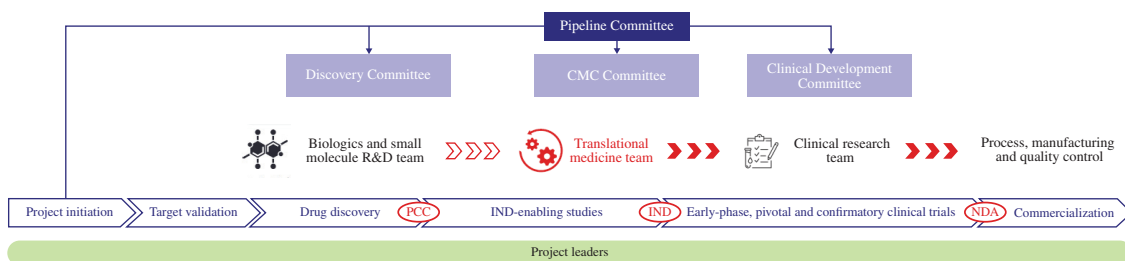 Pipeline Committee
Discovery Committee
CMC Committee
Clinical Development
Committee
Biologics and small
molecule R&D team
Translational
medicine team
Clinical research
team
Process, manufacturing
and quality control
Project initiation
Target validation
Drug discovery
PCC
IND-enabling studies
IND
Early-phase, pivotal and confirmatory clinical trials
NDA
Commercialization
Project leaders